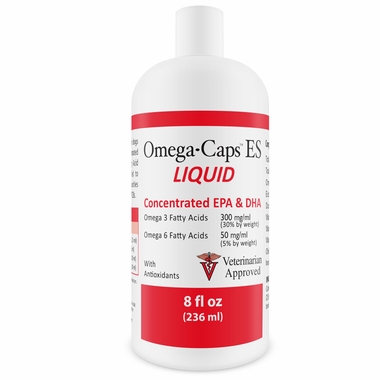 Omega-Caps™ ES
LIQUID
Concentrated EPA & DHA
Omega 3 Fatty Acids 300 mg/ml
(30% by weight)
Omega 6 Fatty Acids 50 mg/ml
(5% by weight)
With
Antioxidants
Veterinarian
Approved
8 fl oz
(236 ml)